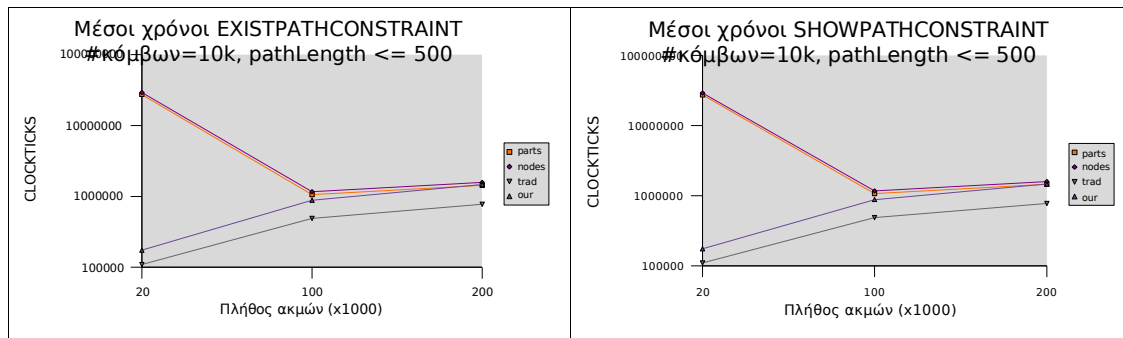 Μέσοι χρόνοι EXISTPATHCONSTRAINT
#κόμβων=10k, pathLength <= 500
100000000
10000000
1000000
100000
CLOCKTICKS
20
100
200
Πλήθος ακμών (x1000)
parts
nodes
trad
our
Μέσοι χρόνοι SHOWPATHCONSTRAINT
#κόμβων=10k, pathLength <= 500
100000000
10000000
1000000
100000
CLOCKTICKS
20
100
200
Πλήθος ακμών (x1000)
parts
nodes
trad
our